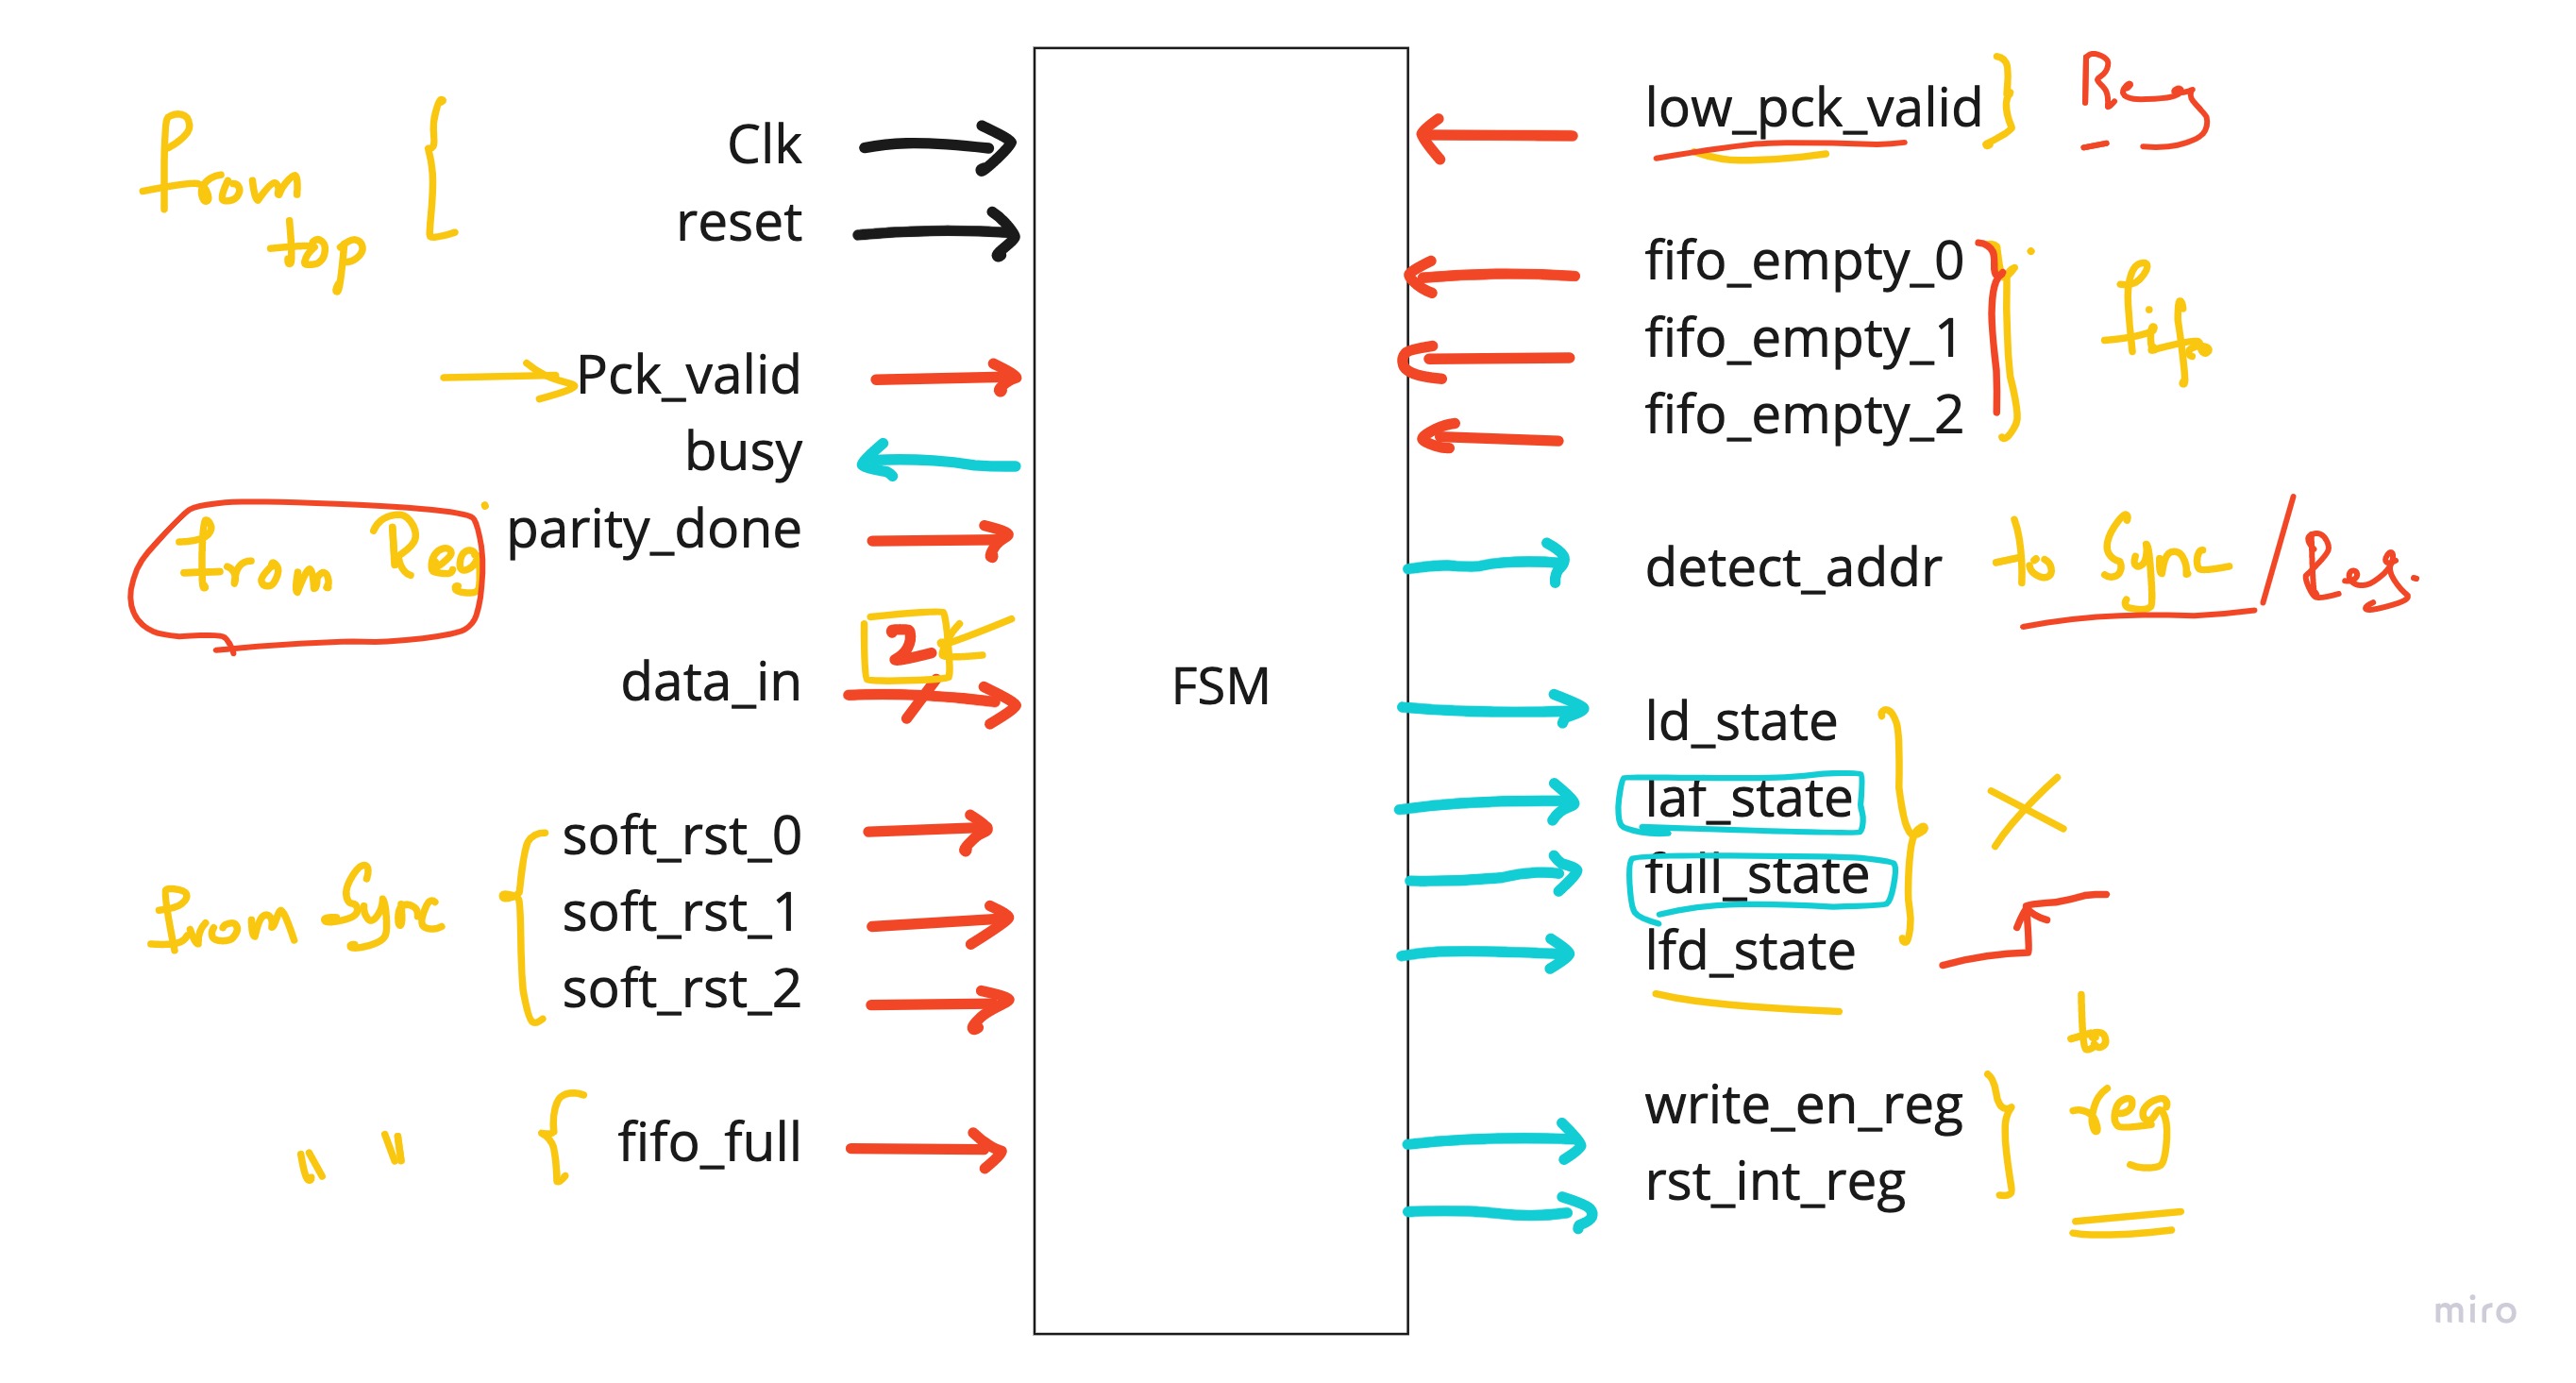 from
top
Clk
reset
Pck_valid
busy
from Reg
parity_done
2
data_in
from Sync
soft_rst_0
soft_rst_1
soft_rst_2
" "
fifo_full
FSM
low_pck_valid
Reg
fifo_empty_0
fifo_empty_1
fifo_empty_2
fifo
detect_addr
to Sync / Reg.
ld_state
laf_state
full_state
lfd_state
write_en_reg
rst_int_reg
to
reg
miro